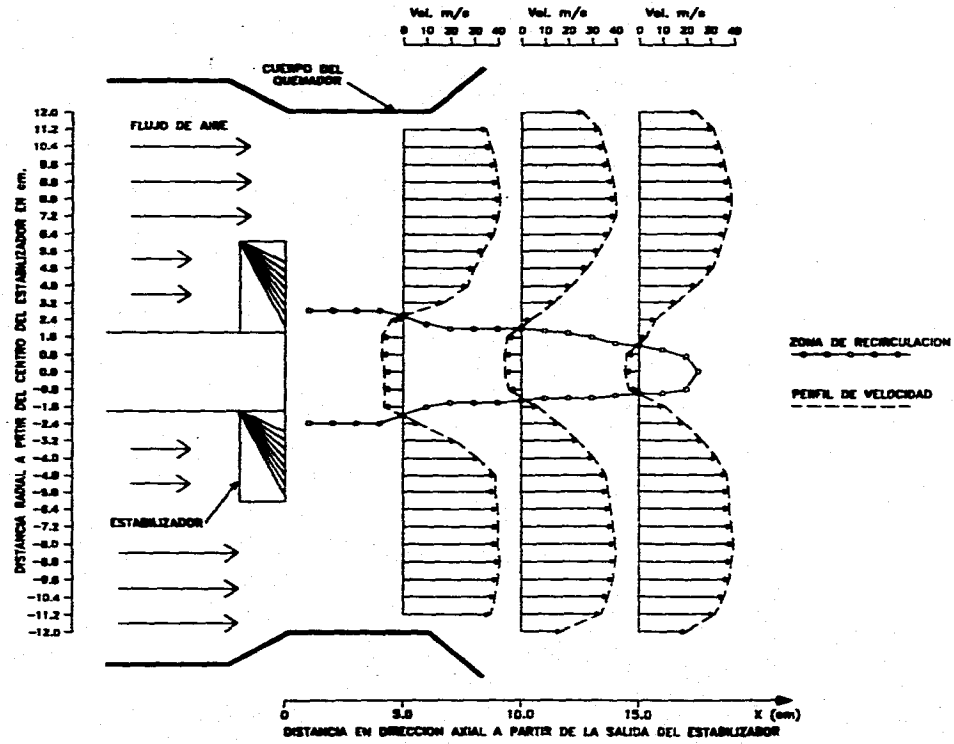 Vel. m/s Vel. m/s Vel. m/s
0 10 20 30 40 0 10 20 30 40 0 10 20 30 40
CUERPO DEL
QUEMADOR
FLUJO DE AIRE
12.0
11.2
10.4
9.6
8.8
8.0
7.2
6.4
5.6
4.8
4.0
3.2
2.4
1.6
0.8
0.0
-0.8
-1.6
-2.4
-3.2
-4.0
-4.8
-5.6
-6.4
-7.2
-8.0
-8.8
-9.6
-10.4
-11.2
-12.0
DISTANCIA RADIAL A PRTIR DEL CENTRO DEL ESTABILIZADOR EN cm.
ZONA DE RECIRCULACION
PERFIL DE VELOCIDAD
ESTABILIZADOR
0 5.0 10.0 15.0 X (cm)
DISTANCIA EN DIRECCION AXIAL A PARTIR DE LA SALIDA DEL ESTABILIZADOR